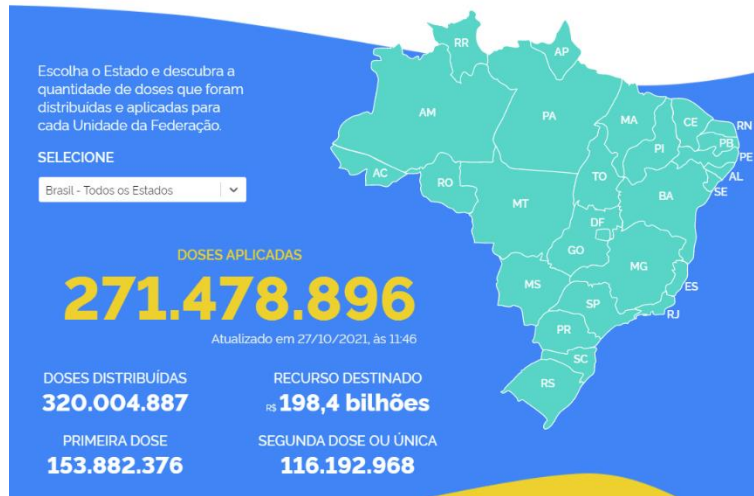 Escolha o Estado e descubra a
quantidade de doses que foram
distribuídas e aplicadas para
cada Unidade da Federação.
SELECIONE
Brasil - Todos os Estados
DOSES APLICADAS
271.478.896
Atualizado em 27/10/2021, às 11:46
DOSES DISTRIBUÍDAS
320.004.887
RECURSO DESTINADO
R$ 198,4 bilhões
PRIMEIRA DOSE
153.882.376
SEGUNDA DOSE OU ÚNICA
116.192.968
RR
AP
AM
PA
MA
CE
RN
PB
PI
PE
AL
AC
RO
TO
SE
BA
MT
DF
GO
MG
ES
MS
SP
RJ
PR
SC
RS